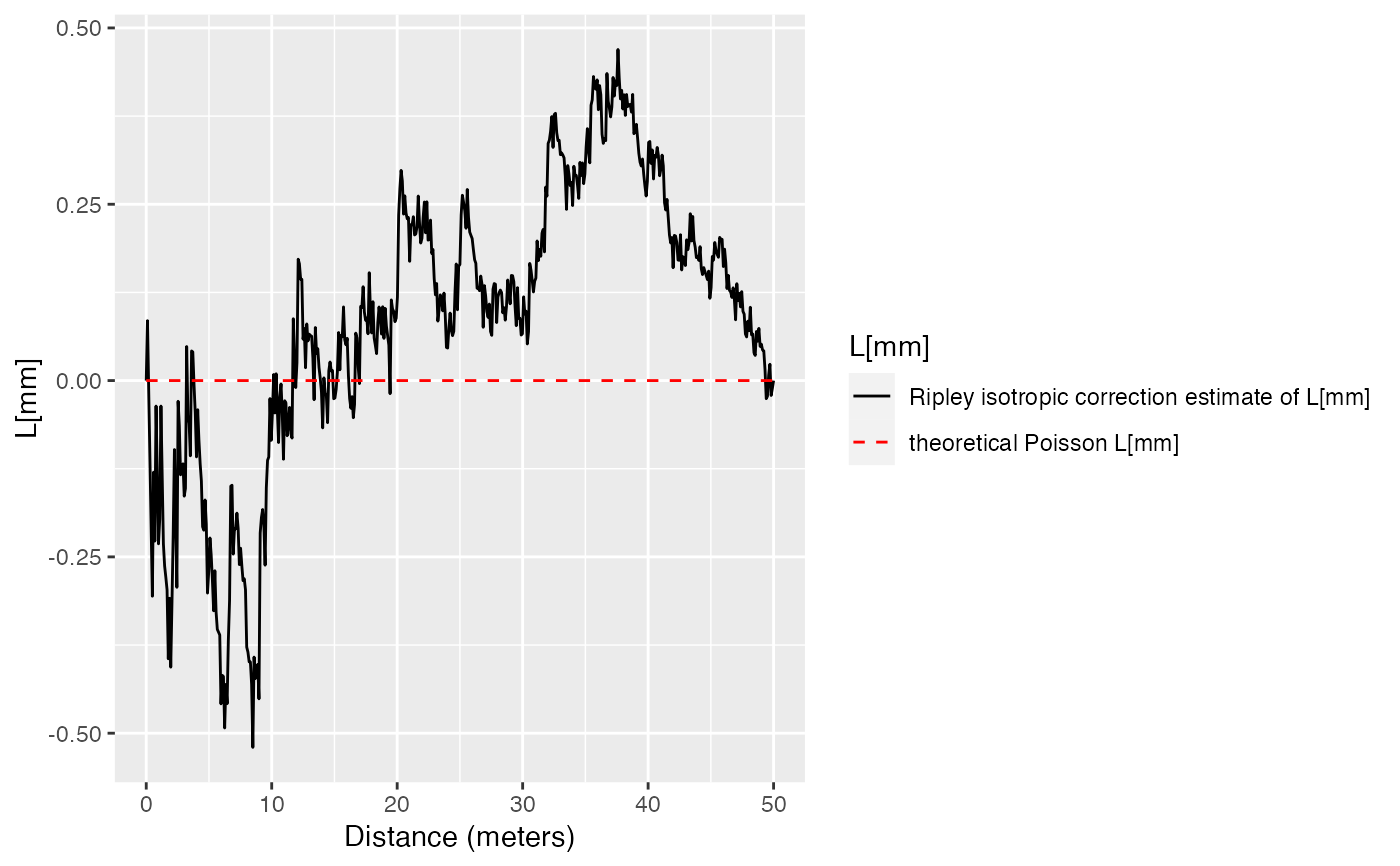 0.50
0.25
0.00
-0.25
-0.50
L[mm]
0
10
20
30
40
50
Distance (meters)
L[mm]
Ripley isotropic correction estimate of L[mm]
theoretical Poisson L[mm]